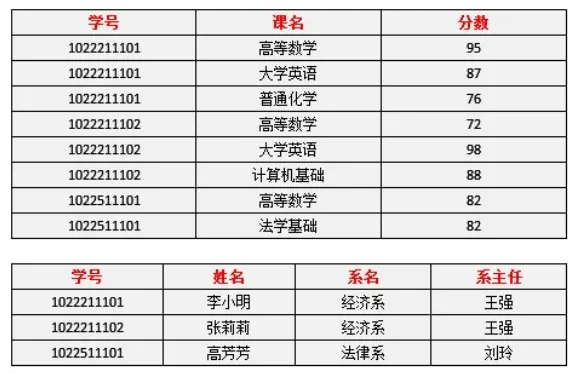 学号 课名 分数
1022211101 高等数学 95
1022211101 大学英语 87
1022211101 普通化学 76
1022211102 高等数学 72
1022211102 大学英语 98
1022211102 计算机基础 88
1022511101 高等数学 82
1022511101 法学基础 82
学号 姓名 系名 系主任
1022211101 李小明 经济系 王强
1022211102 张莉莉 经济系 王强
1022511101 高芳芳 法律系 刘玲